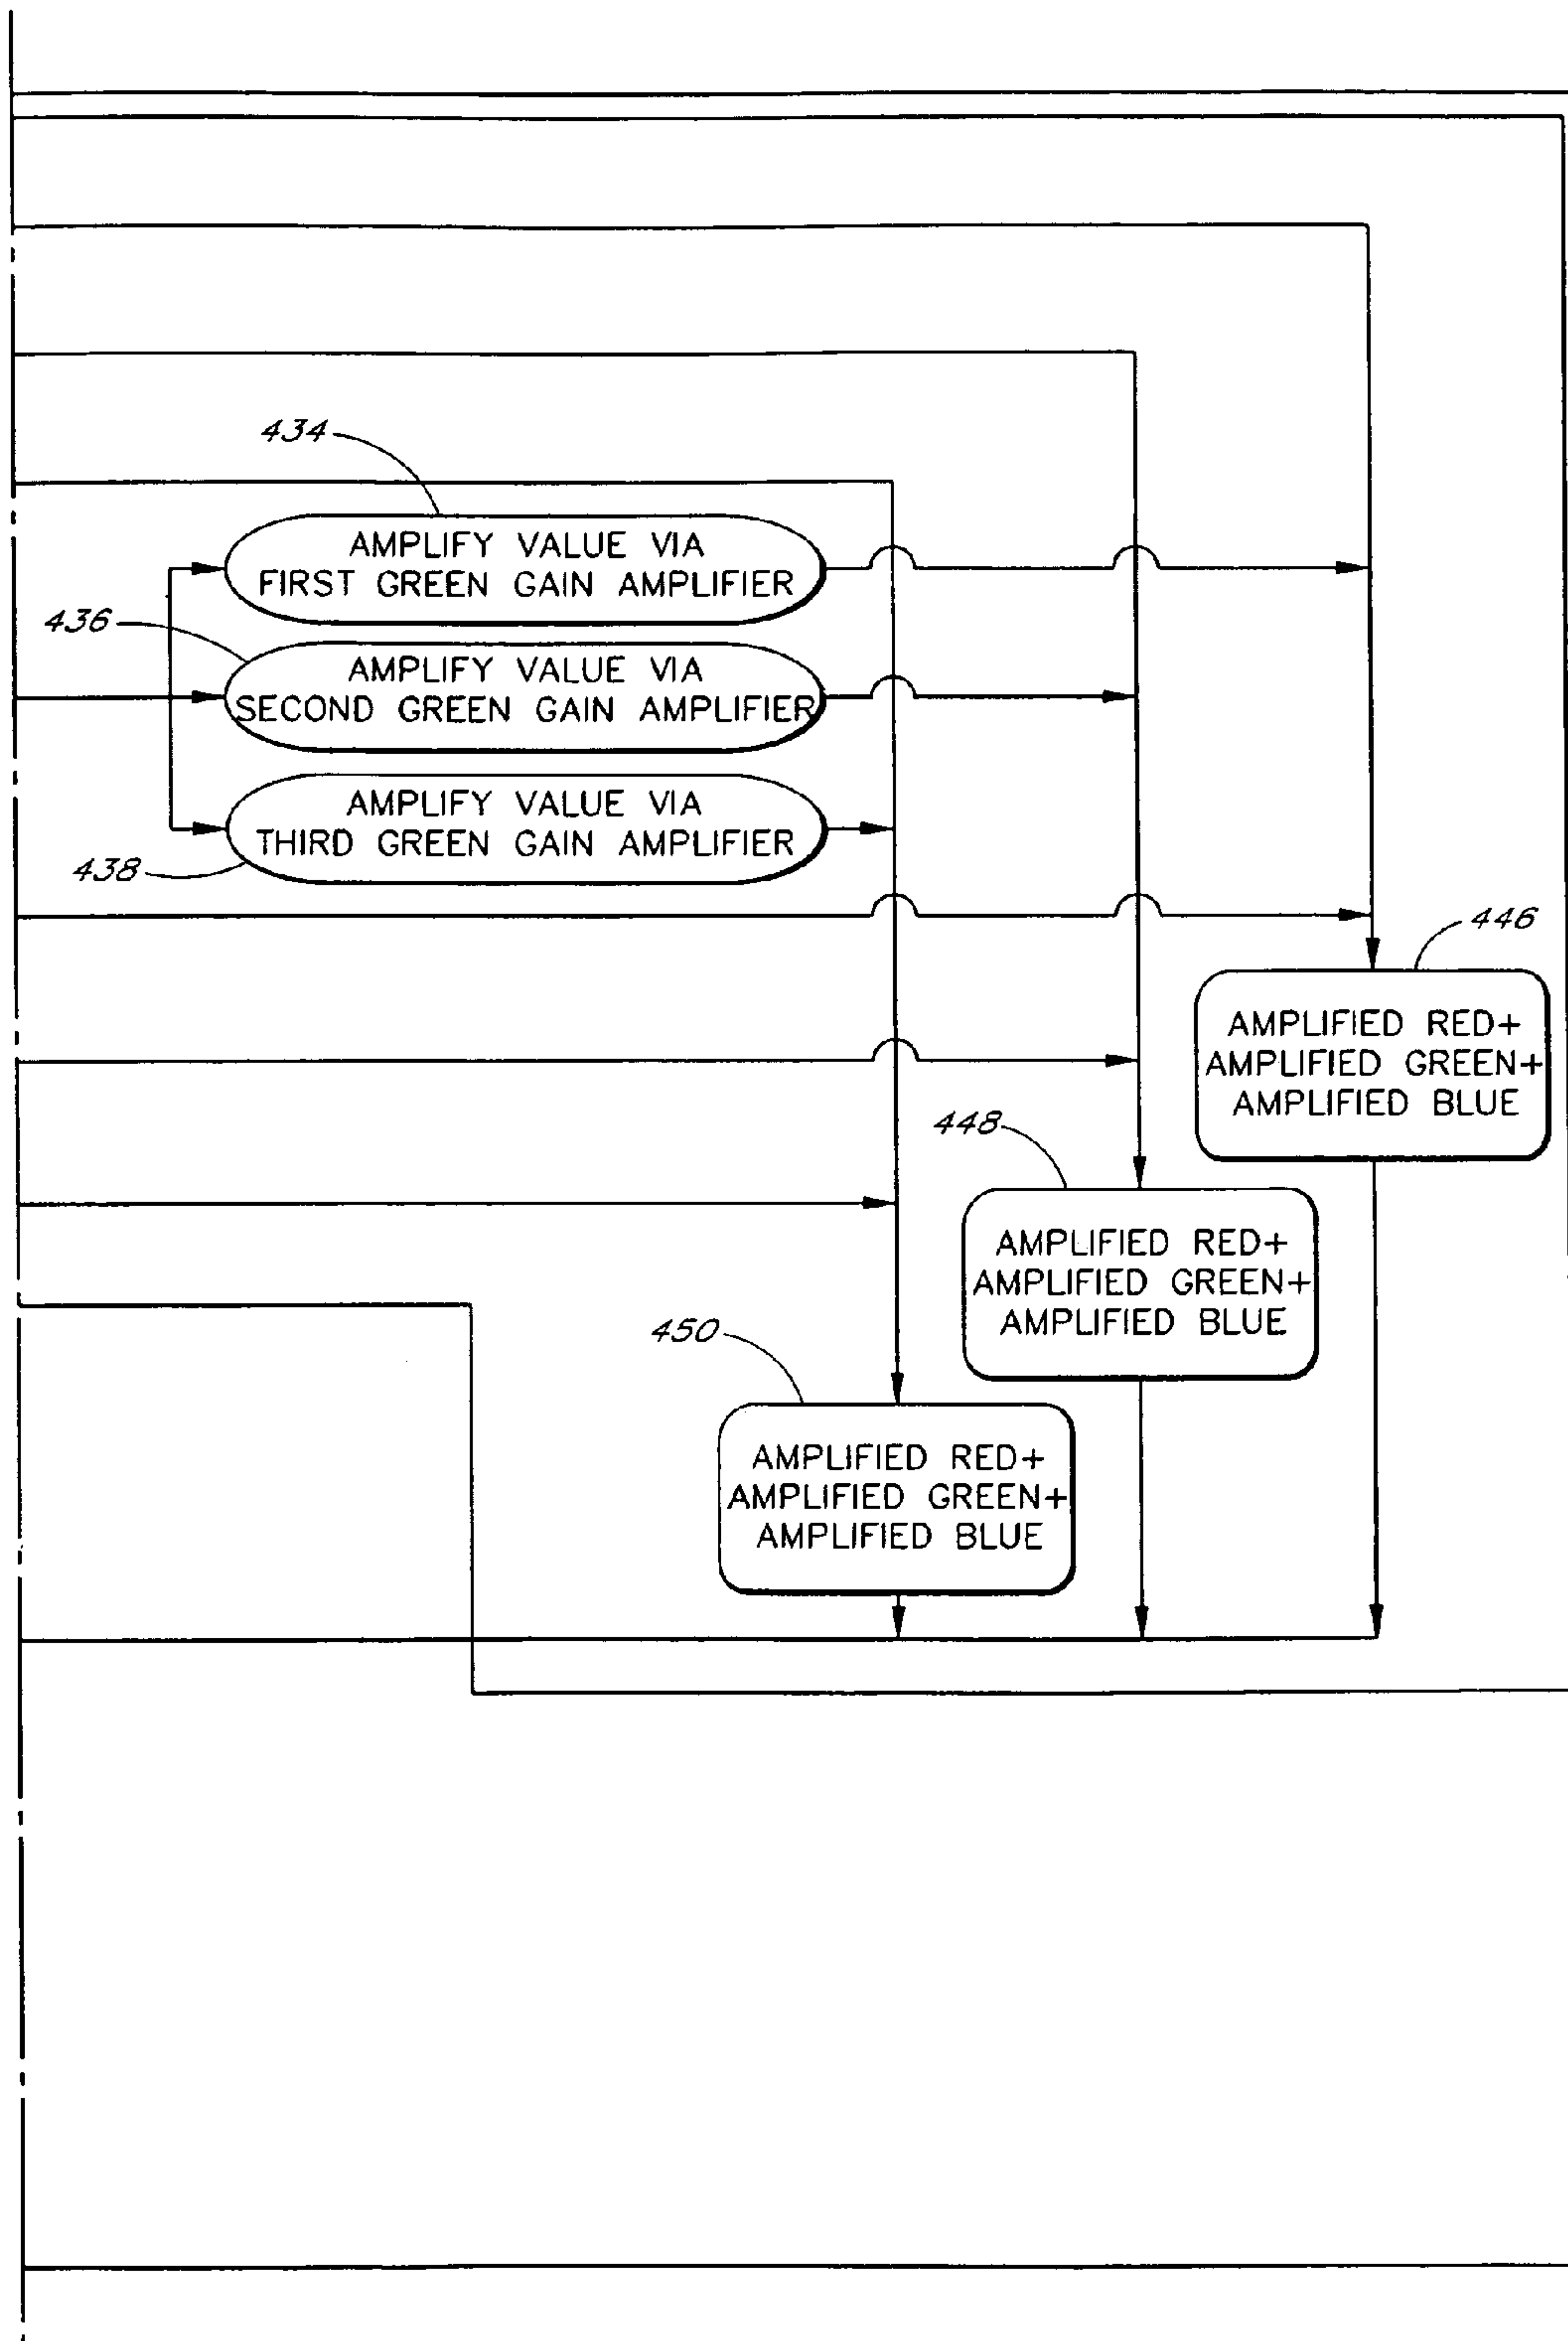 434
AMPLIFY VALUE VIA
FIRST GREEN GAIN AMPLIFIER
436
AMPLIFY VALUE VIA
SECOND GREEN GAIN AMPLIFIER
AMPLIFY VALUE VIA
THIRD GREEN GAIN AMPLIFIER
438
446
AMPLIFIED RED+
AMPLIFIED GREEN+
AMPLIFIED BLUE
448
AMPLIFIED RED+
AMPLIFIED GREEN+
AMPLIFIED BLUE
450
AMPLIFIED RED+
AMPLIFIED GREEN+
AMPLIFIED BLUE